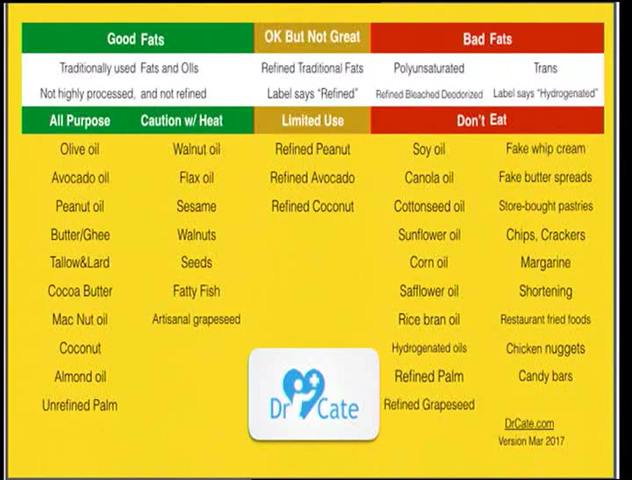 Good Fats
OK But Not Great
Bad Fats
Traditionally used Fats and OIls
Refined Traditional Fats
Polyunsaturated
Trans
Not highly processed, and not refined
Label says "Refined"
Refined Bleached Deodorized
Label says "Hydrogenated"
All Purpose
Caution w/ Heat
Limited Use
Don't Eat
Olive oil
Walnut oil
Refined Peanut
Soy oil
Fake whip cream
Avocado oil
Flax oil
Refined Avocado
Canola oil
Fake butter spreads
Peanut oil
Sesame
Refined Coconut
Cottonseed oil
Store-bought pastries
Butter/Ghee
Walnuts
Sunflower oil
Chips, Crackers
Tallow&Lard
Seeds
Corn oil
Margarine
Cocoa Butter
Fatty Fish
Safflower oil
Shortening
Mac Nut oil
Artisanal grapeseed
Rice bran oil
Restaurant fried foods
Coconut
Hydrogenated oils
Chicken nuggets
Almond oil
Refined Palm
Candy bars
Unrefined Palm
Refined Grapeseed
Dr Cate
DrCate.com
Version Mar 2017